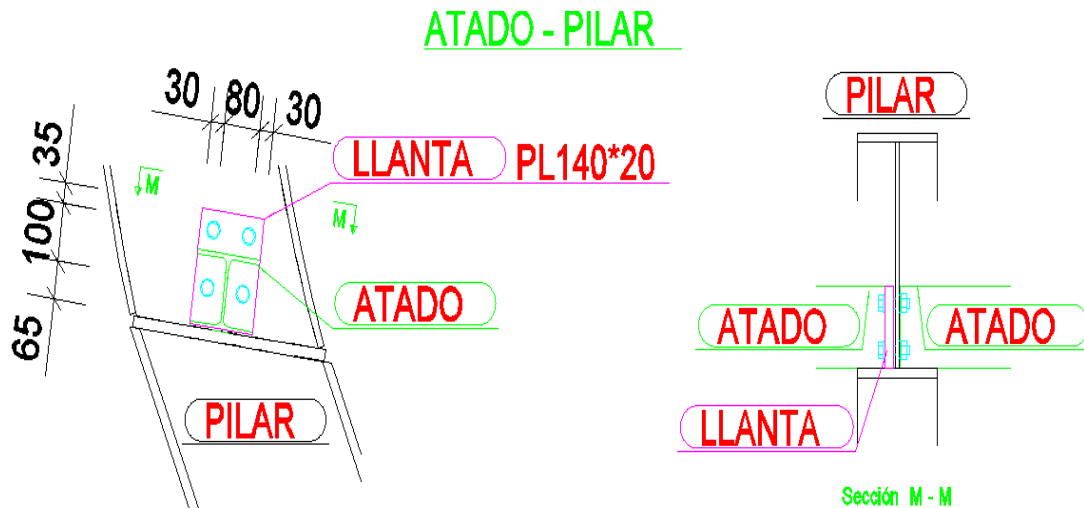 ATADO - PILAR
30 80 30
35
100
65
M
M
LLANTA PL140*20
ATADO
PILAR
PILAR
ATADO
ATADO
LLANTA
Sección M - M